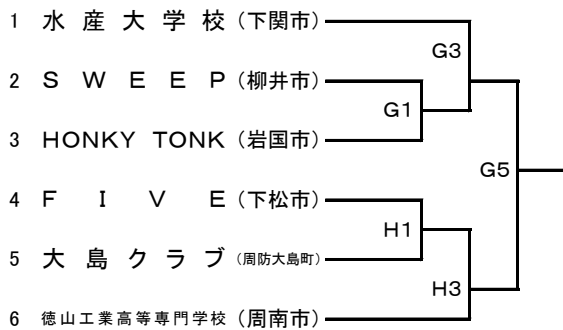 1 水産大学校 (下関市)
G3
2 ＳＷＥＥＰ (柳井市)
G1
3 ＨＯＮＫＹ ＴＯＮＫ (岩国市)
G5
4 ＦＩＶＥ (下松市)
H1
5 大島クラブ (周防大島町)
H3
6 徳山工業高等専門学校 (周南市)